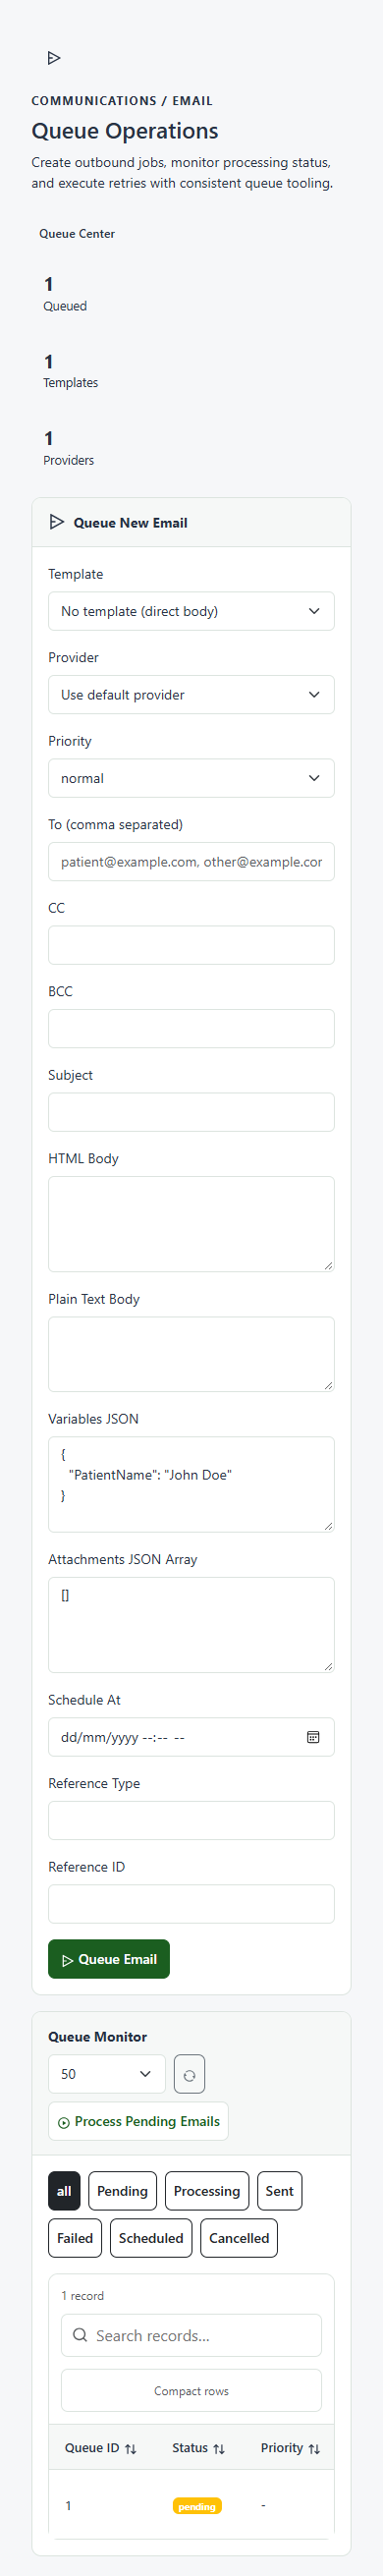 COMMUNICATIONS / EMAIL
Queue Operations
Create outbound jobs, monitor processing status,
and execute retries with consistent queue tooling.
Queue Center
1
Queued
1
Templates
1
Providers
Queue New Email
Template
No template (direct body)
Provider
Use default provider
Priority
normal
To (comma separated)
patient@example.com, other@example.cor
CC
BCC
Subject
HTML Body
Plain Text Body
Variables JSON
{
"PatientName": "John Doe"
}
Attachments JSON Array
[]
Schedule At
dd/mm/yyyy --:-- --
Reference Type
Reference ID
Queue Email
Queue Monitor
50
Process Pending Emails
all Pending Processing Sent
Failed Scheduled Cancelled
1 record
Search records...
Compact rows
Queue ID Status Priority
1 pending -